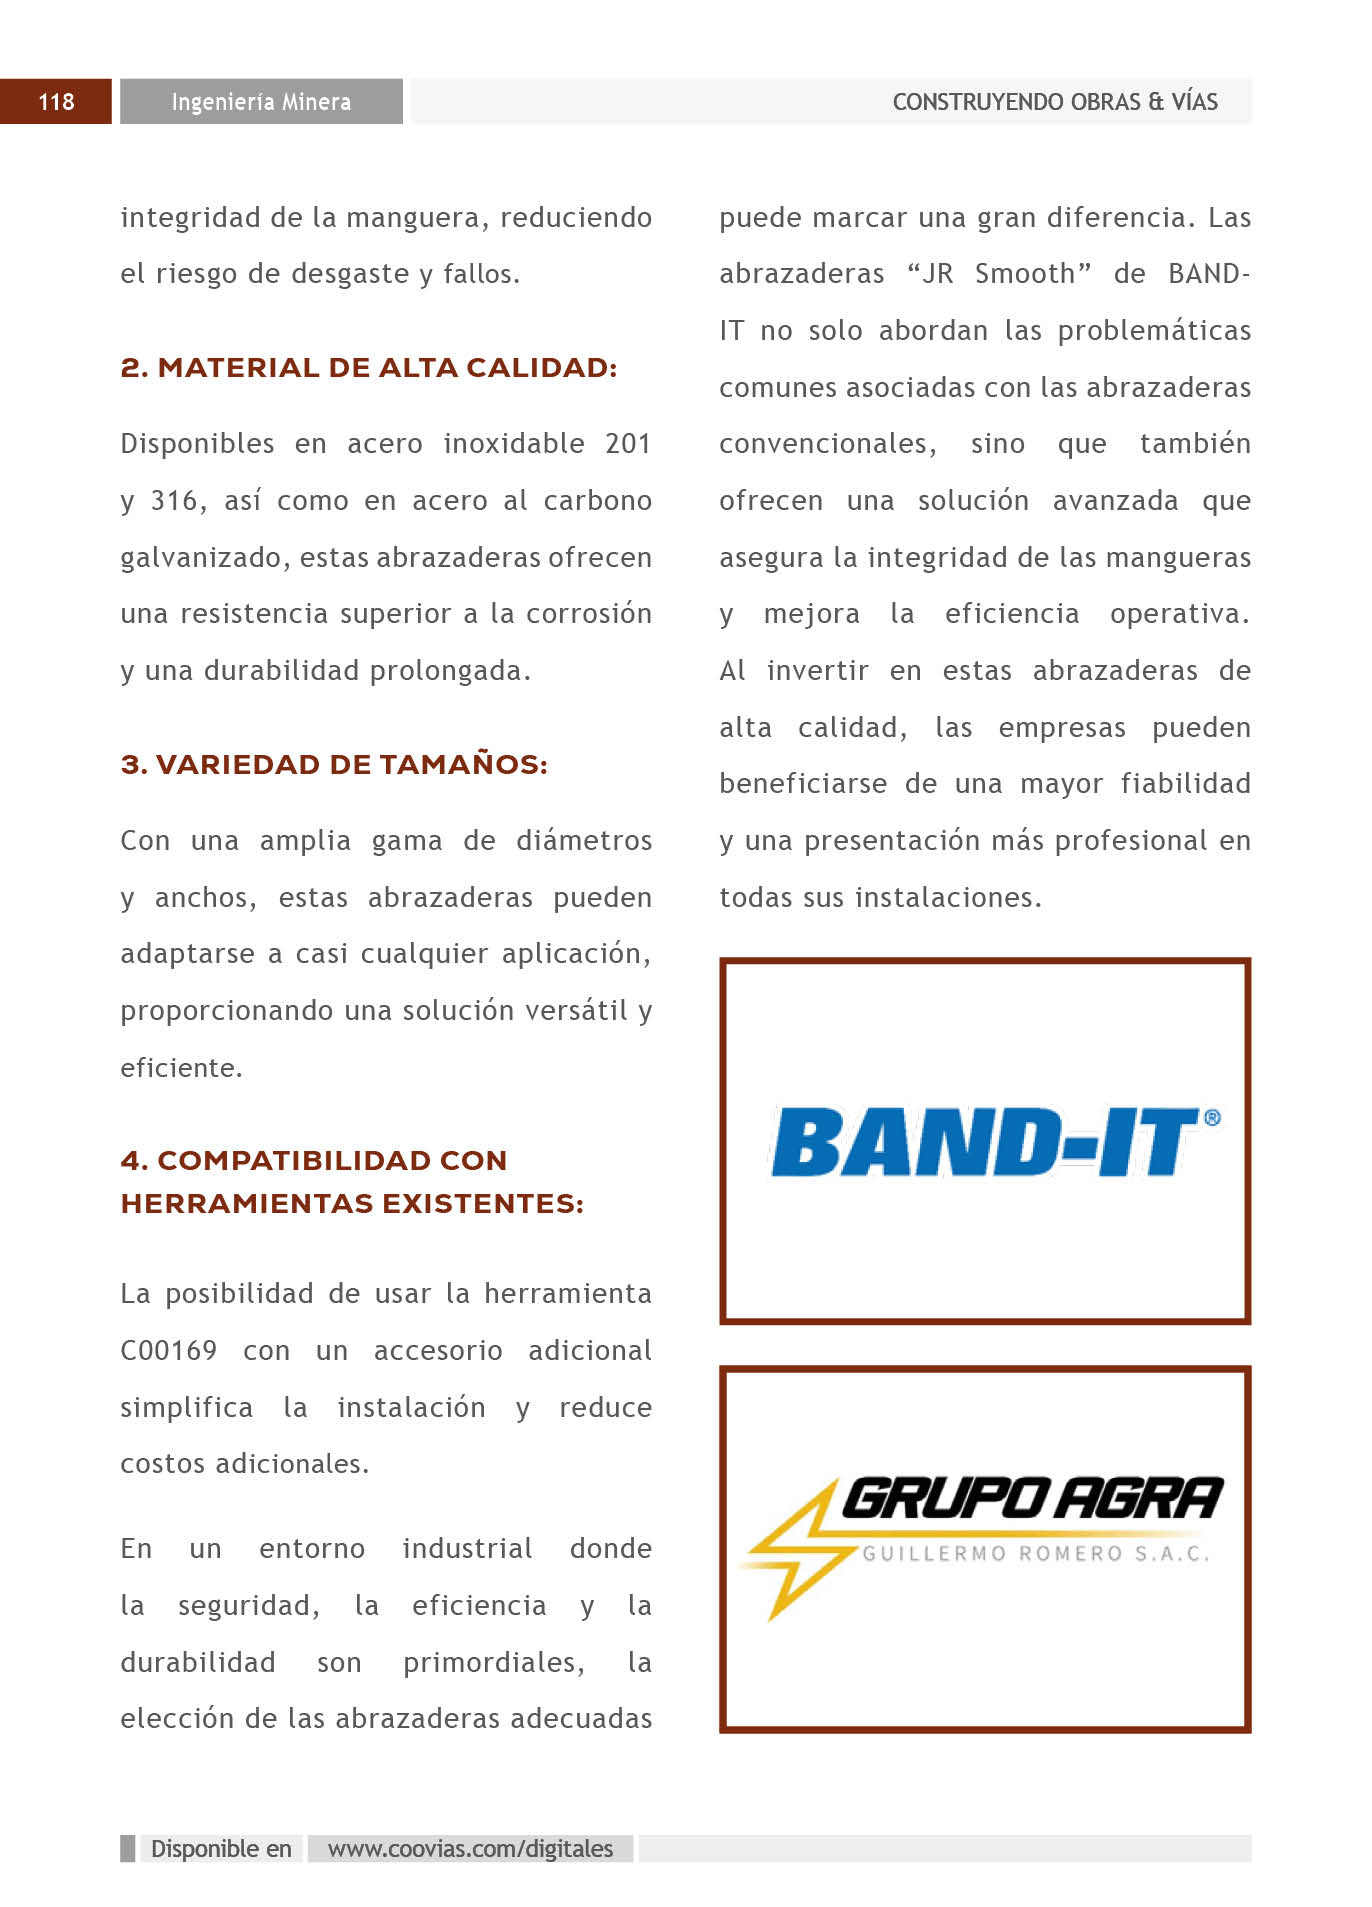 118
Ingeniería Minera
CONSTRUYENDO OBRAS & VÍAS
integridad de la manguera, reduciendo
el riesgo de desgaste y fallos.
2. MATERIAL DE ALTA CALIDAD:
Disponibles en acero inoxidable 201
y 316, así como en acero al carbono
galvanizado, estas abrazaderas ofrecen
una resistencia superior a la corrosión
y una durabilidad prolongada.
3. VARIEDAD DE TAMAÑOS:
Con una amplia gama de diámetros
y anchos, estas abrazaderas pueden
adaptarse a casi cualquier aplicación,
proporcionando una solución versátil y
eficiente.
4. COMPATIBILIDAD CON
HERRAMIENTAS EXISTENTES:
La posibilidad de usar la herramienta
C00169 con un accesorio adicional
simplifica la instalación y reduce
costos adicionales.
En un entorno industrial donde
la seguridad, la eficiencia y la
durabilidad son primordiales, la
elección de las abrazaderas adecuadas
puede marcar una gran diferencia. Las
abrazaderas “JR Smooth” de BAND-
IT no solo abordan las problemáticas
comunes asociadas con las abrazaderas
convencionales, sino que también
ofrecen una solución avanzada que
asegura la integridad de las mangueras
y mejora la eficiencia operativa.
Al invertir en estas abrazaderas de
alta calidad, las empresas pueden
beneficiarse de una mayor fiabilidad
y una presentación más profesional en
todas sus instalaciones.
BAND-IT®
GRUPO AGRA
GUILLERMO ROMERO S.A.C.
Disponible en
www.coovias.com/digitales